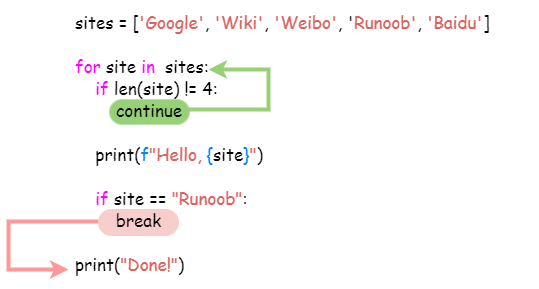 sites = ['Google', 'Wiki', 'Weibo', 'Runoob', 'Baidu']
for site in  sites:
if len(site) != 4:
continue
print(f"Hello, {site}")
if site == "Runoob":
break
print("Done!")